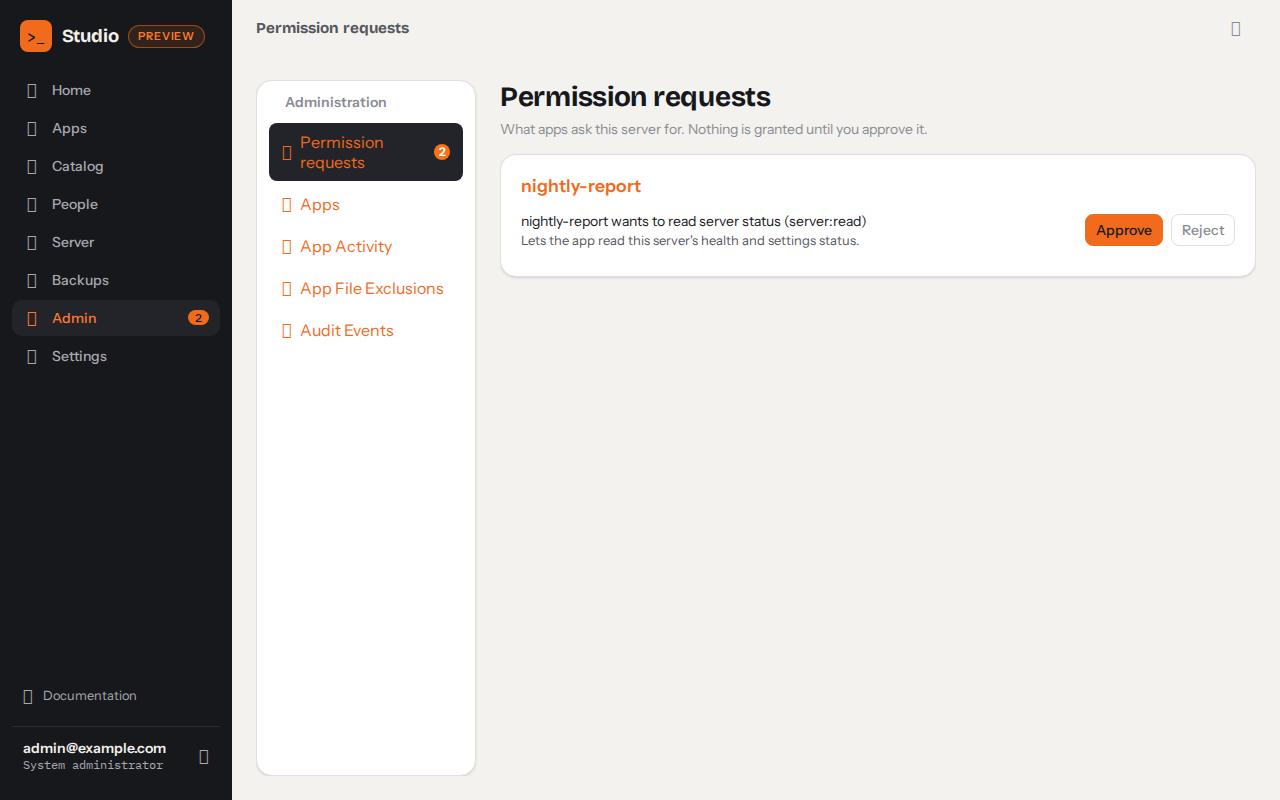 >_ Studio PREVIEW
Home
Apps
Catalog
People
Server
Backups
Admin 2
Settings
Documentation
admin@example.com
System administrator
Permission requests
Administration
Permission
requests 2
Apps
App Activity
App File Exclusions
Audit Events
Permission requests
What apps ask this server for. Nothing is granted until you approve it.
nightly-report
nightly-report wants to read server status (server:read)
Lets the app read this server's health and settings status.
Approve Reject